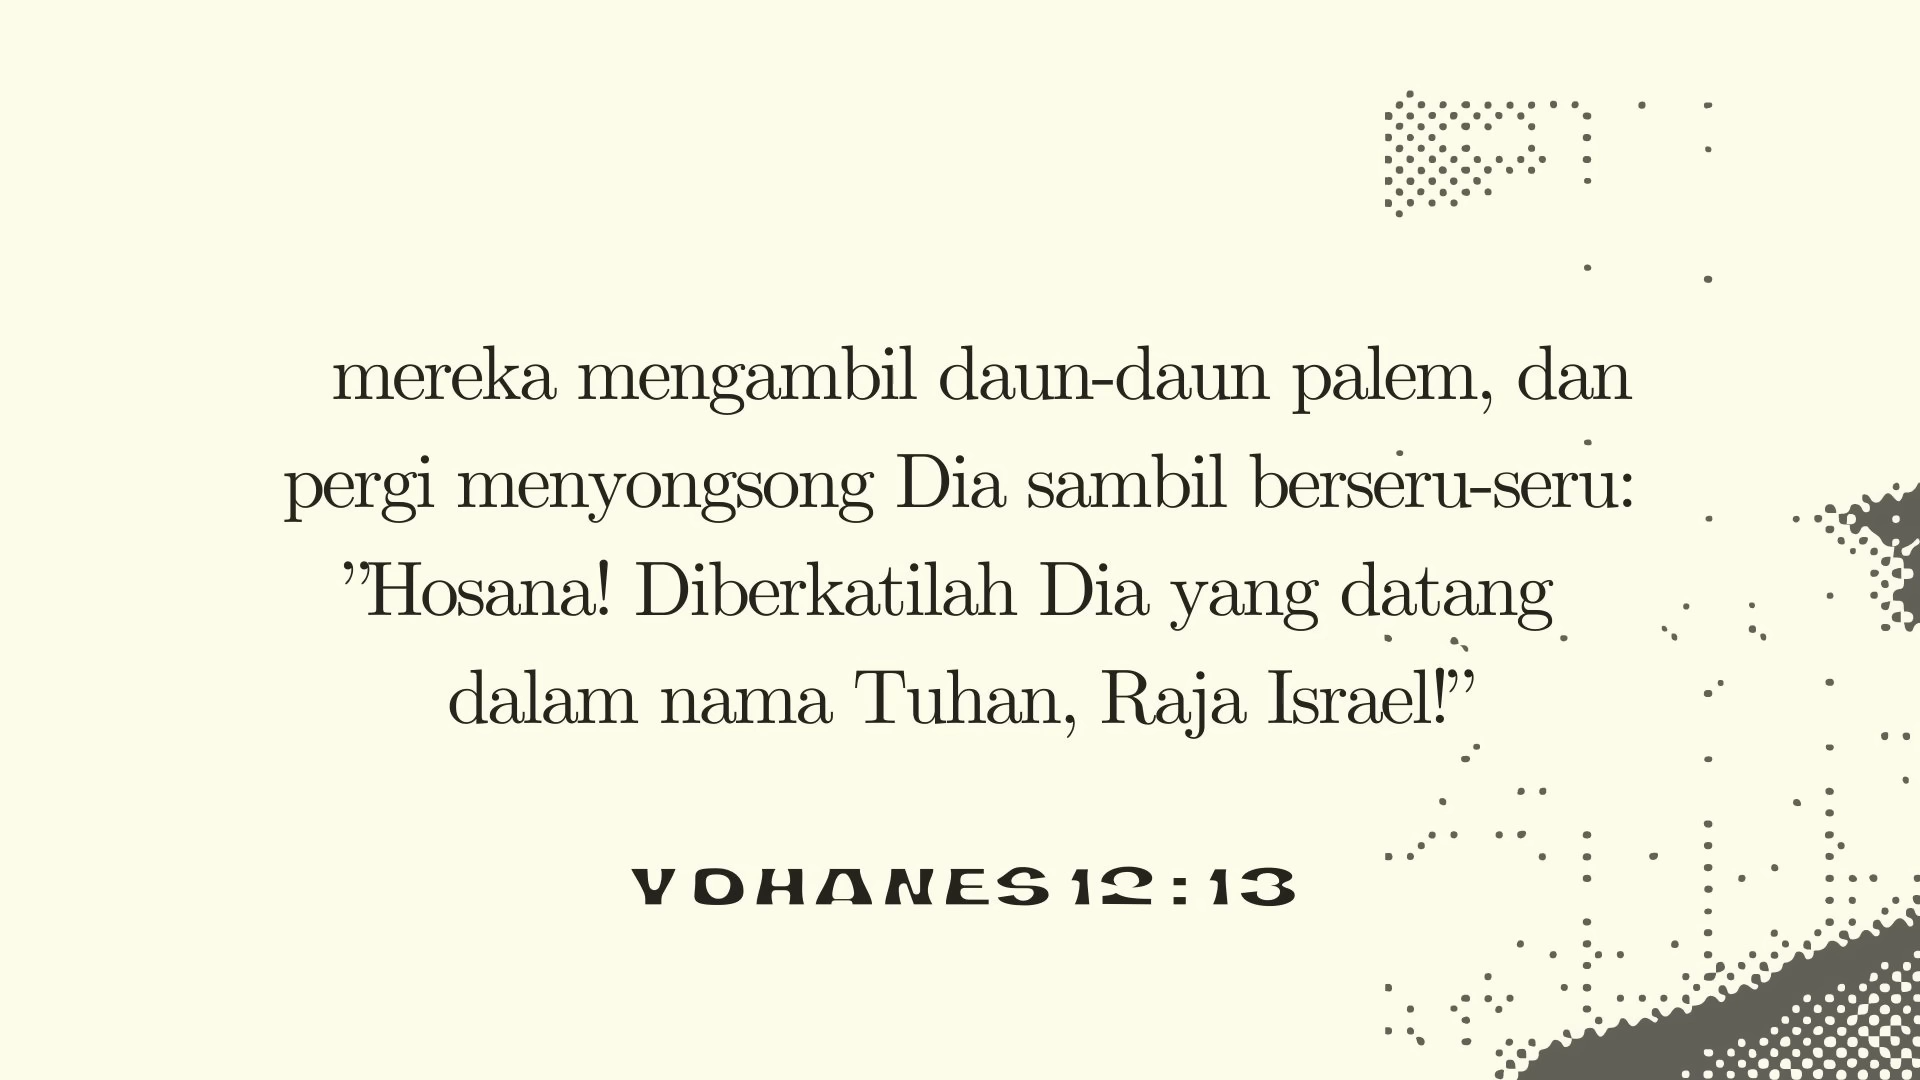 mereka mengambil daun-daun palem, dan
pergi menyongsong Dia sambil berseru-seru:
”Hosana! Diberkatilah Dia yang datang
dalam nama Tuhan, Raja Israel!”
YOHANES 12:13